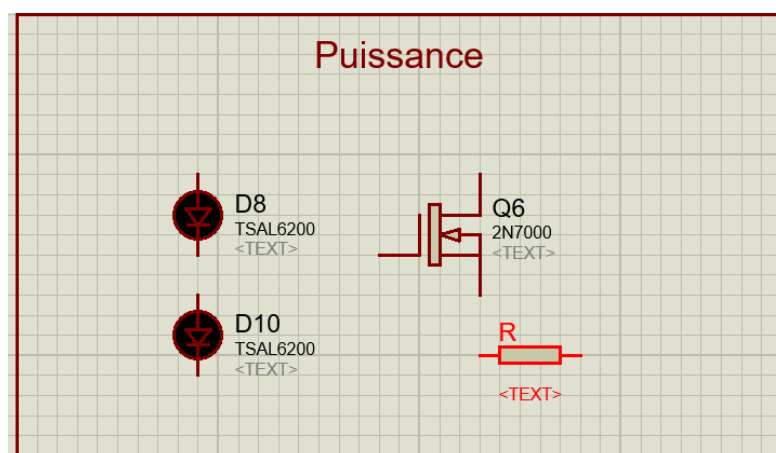 Puissance
D8
TSAL6200
<TEXT>
Q6
2N7000
<TEXT>
D10
TSAL6200
<TEXT>
R
<TEXT>